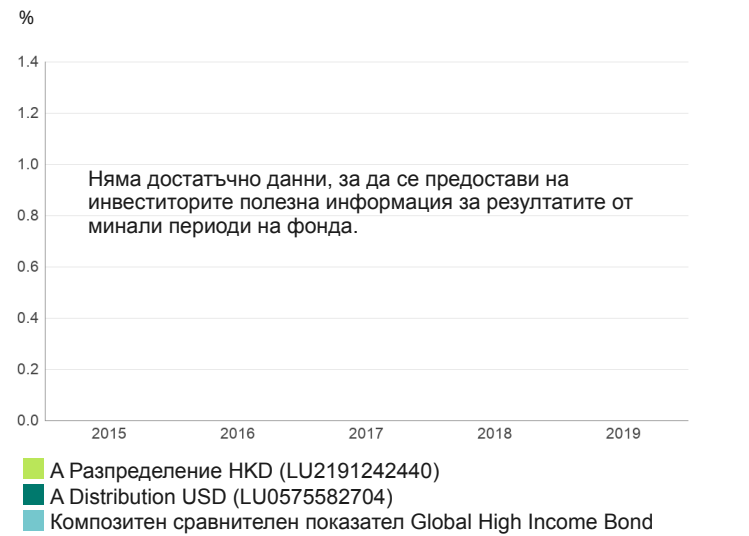 %
1.4
1.2
1.0
0.8
0.6
0.4
0.2
0.0
Няма достатъчно данни, за да се предостави на
инвеститорите полезна информация за резултатите от
минали периоди на фонда.
2015 2016 2017 2018 2019
А Разпределение HKD (LU2191242440)
A Distribution USD (LU0575582704)
Композитен сравнителен показател Global High Income Bond